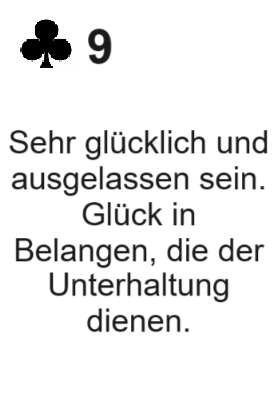 ♣ 9
Sehr glücklich und
ausgelassen sein.
Glück in
Belangen, die der
Unterhaltung
dienen.